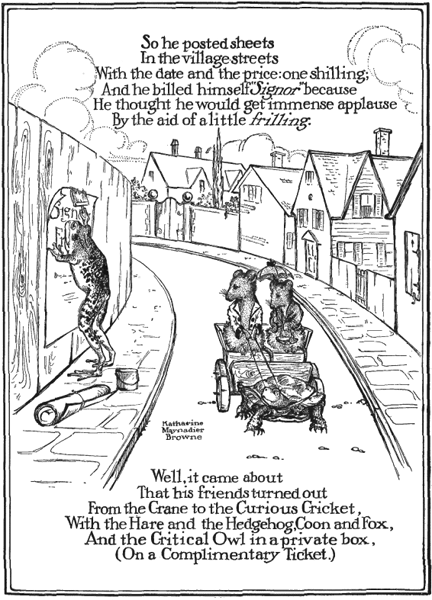 So he posted sheets
In the village streets
With the date and the price: one shilling;
And he billed himself "Signor" because
He thought he would get immense applause
By the aid of a little frilling.
Sign
Katharine
Maynadier
Browne
Well, it came about
That his friends turned out
From the Crane to the Curious Cricket,
With the Hare and the Hedgehog, Coon and Fox,
And the Critical Owl in a private box,
(On a Complimentary Ticket.)